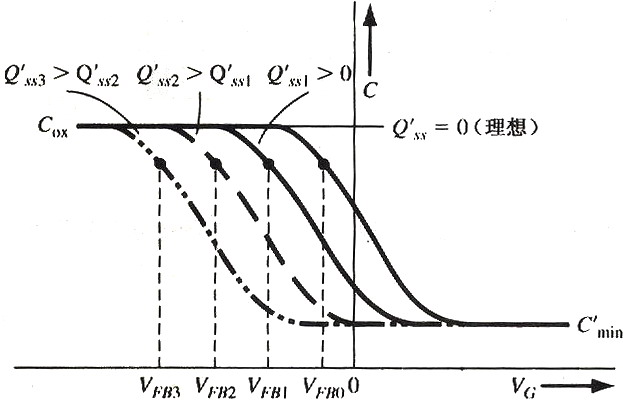 Q'ss3 > Q'ss2 Q'ss2 > Q'ss1 Q'ss1 > 0
C
Cox
Q'ss = 0 (理想)
C'min
VFB3 VFB2 VFB1 VFB0 0 VG